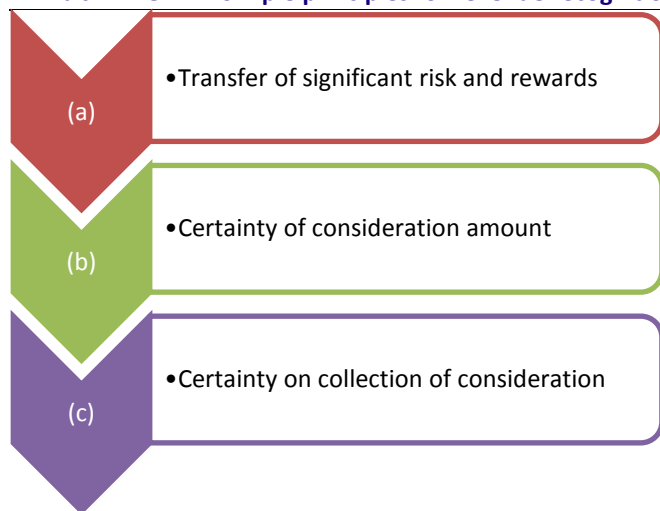 (a)
•Transfer of significant risk and rewards
(b)
•Certainty of consideration amount
(c)
•Certainty on collection of consideration